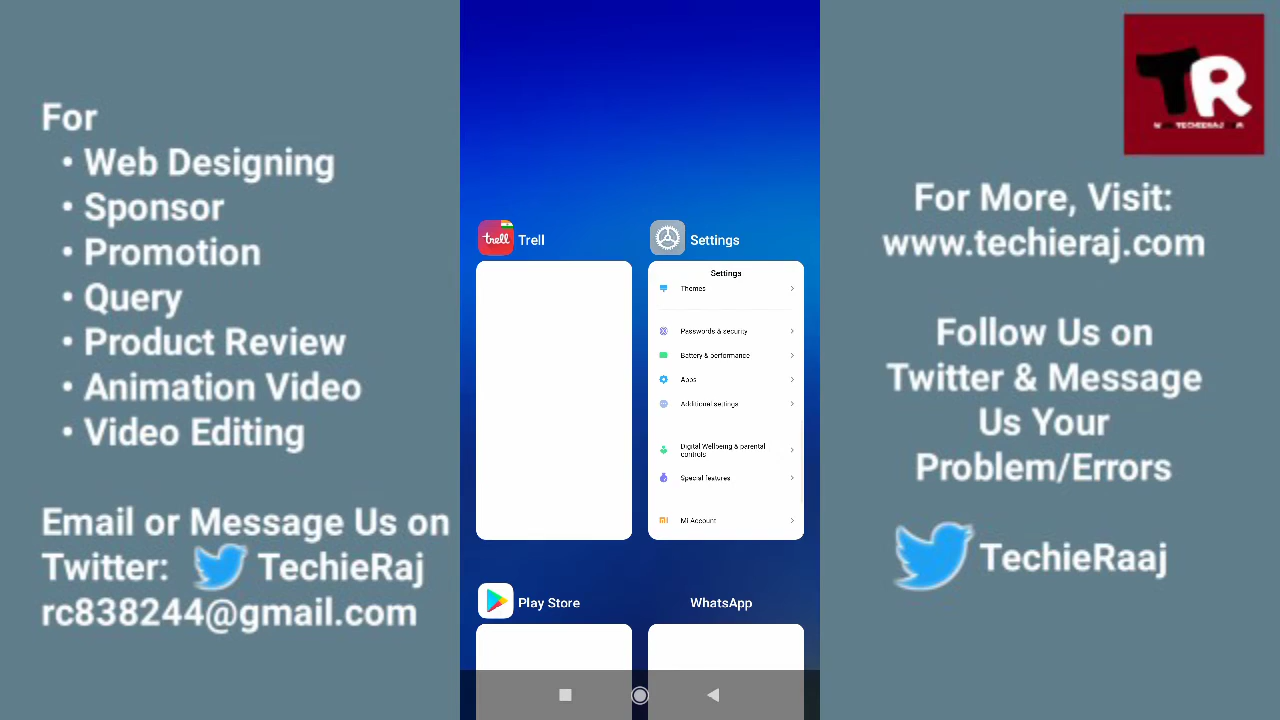 For
• Web Designing
• Sponsor
• Promotion
• Query
• Product Review
• Animation Video
• Video Editing
Email or Message Us on
Twitter: TechieRaj
rc838244@gmail.com
trell Trell
Settings
Settings
Themes
Passwords & security
Battery & performance
Apps
Additional settings
Digital Wellbeing & parental
controls
Special features
Mi Account
Play Store
WhatsApp
TR
For More, Visit:
www.techieraj.com
Follow Us on
Twitter & Message
Us Your
Problem/Errors
TechieRaaj